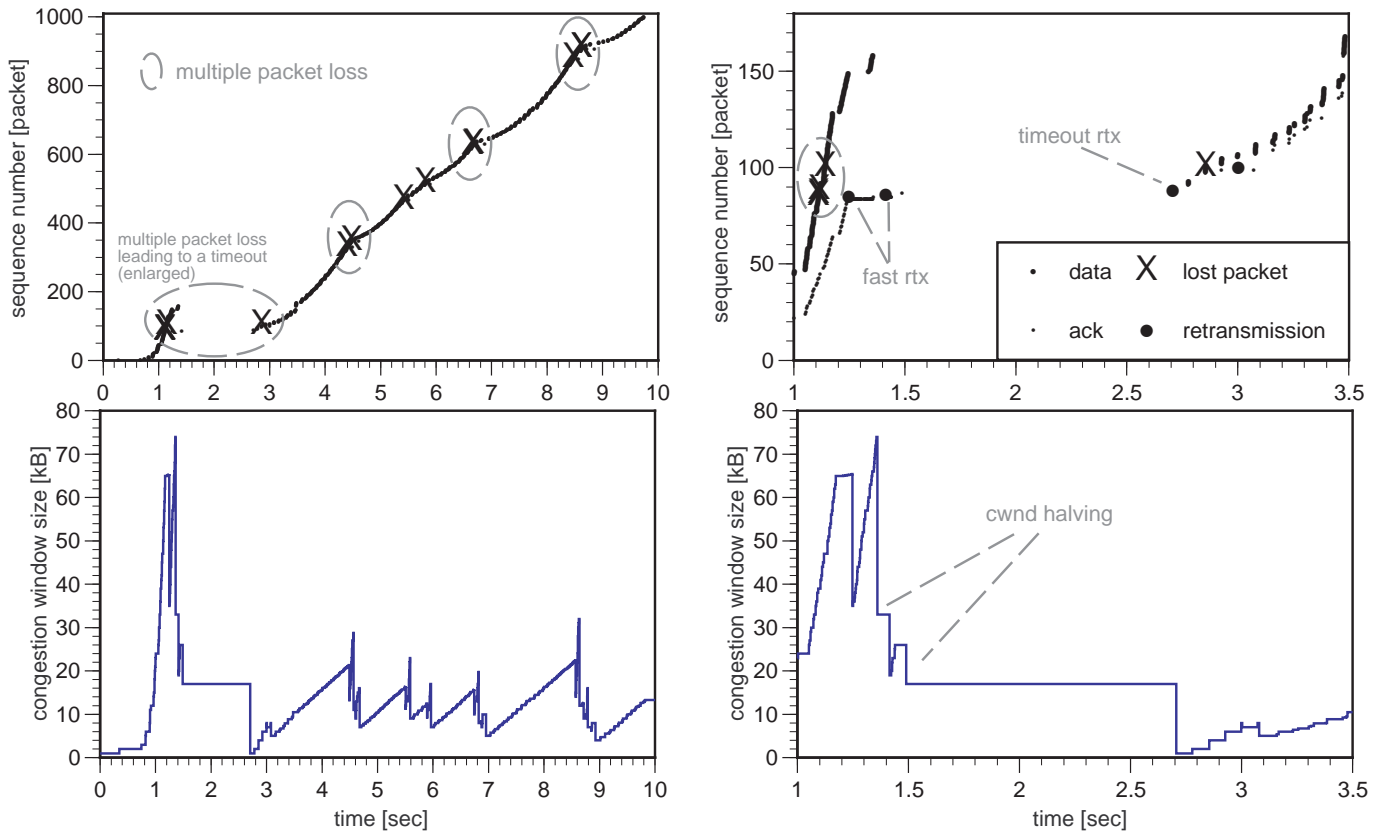 1000
800
600
400
200
0
sequence number [packet]
multiple packet loss
multiple packet loss
leading to a timeout
(enlarged)
X X X X X X X X X X X
0 1 2 3 4 5 6 7 8 9 10
150
100
50
0
sequence number [packet]
timeout rtx
fast rtx
data X lost packet
ack retransmission
1 1.5 2 2.5 3 3.5
80
70
60
50
40
30
20
10
0
congestion window size [kB]
0 1 2 3 4 5 6 7 8 9 10
time [sec]
80
70
60
50
40
30
20
10
0
congestion window size [kB]
cwnd halving
1 1.5 2 2.5 3 3.5
time [sec]